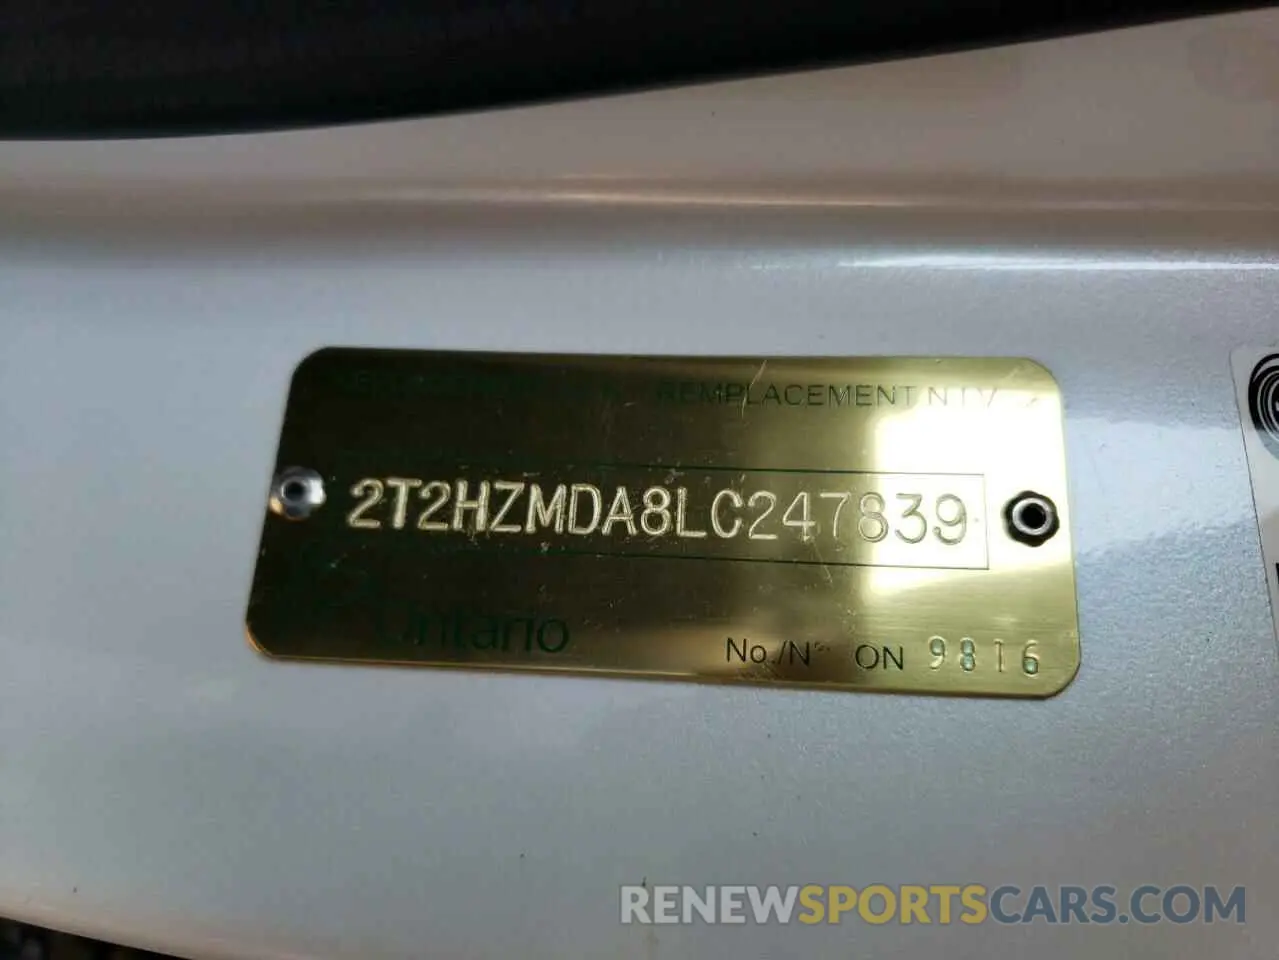 REMPLACEMENT N.I.V.
2T2HZMDA8LC247839
Ontario
No./N° ON 9816
RENEWSPORTSCARS.COM